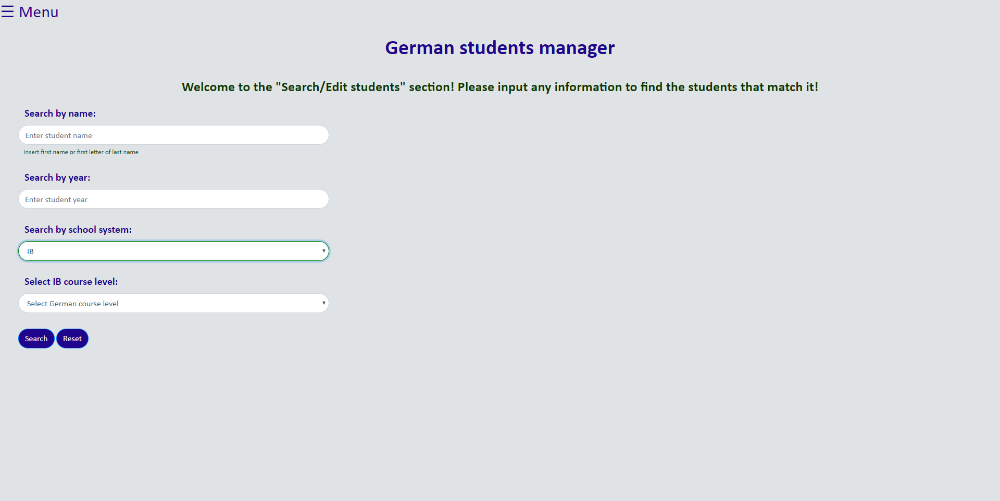 ☰ Menu
German students manager
Welcome to the "Search/Edit students" section! Please input any information to find the students that match it!
Search by name:
Enter student name
Insert first name or first letter of last name
Search by year:
Enter student year
Search by school system:
IB
Select IB course level:
Select German course level
Search Reset